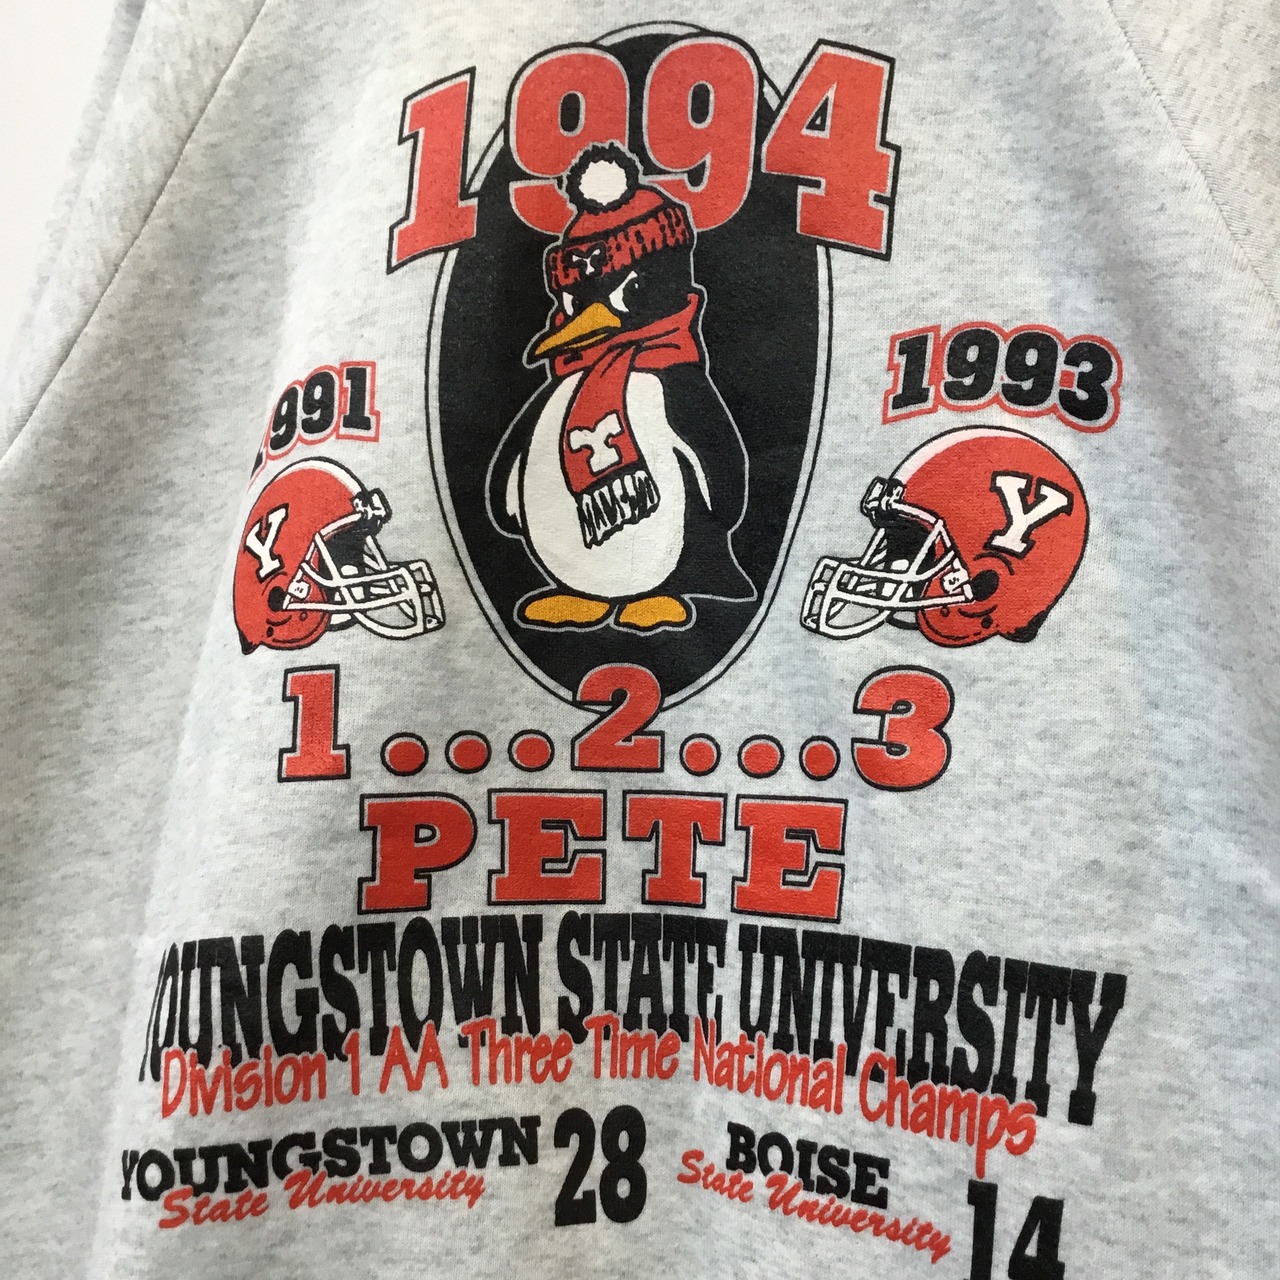 1994
1991
1993
Y
Y
Y
Y
1...2...3
PETE
YOUNGSTOWN STATE UNIVERSITY
Division 1 AA Three Time National Champs
YOUNGSTOWN 28 BOISE 14
State University State University